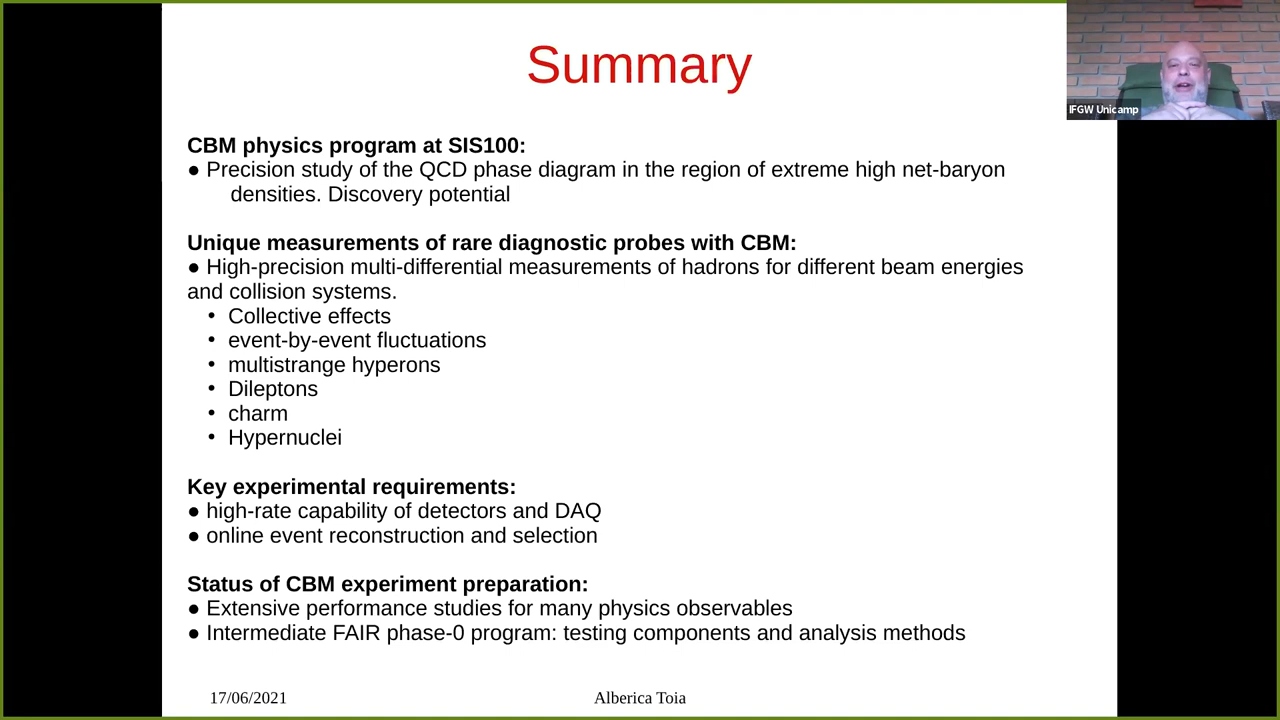 Summary
IFGW Unicamp
CBM physics program at SIS100:
● Precision study of the QCD phase diagram in the region of extreme high net-baryon
densities. Discovery potential
Unique measurements of rare diagnostic probes with CBM:
● High-precision multi-differential measurements of hadrons for different beam energies
and collision systems.
• Collective effects
• event-by-event fluctuations
• multistrange hyperons
• Dileptons
• charm
• Hypernuclei
Key experimental requirements:
● high-rate capability of detectors and DAQ
● online event reconstruction and selection
Status of CBM experiment preparation:
● Extensive performance studies for many physics observables
● Intermediate FAIR phase-0 program: testing components and analysis methods
17/06/2021
Alberica Toia